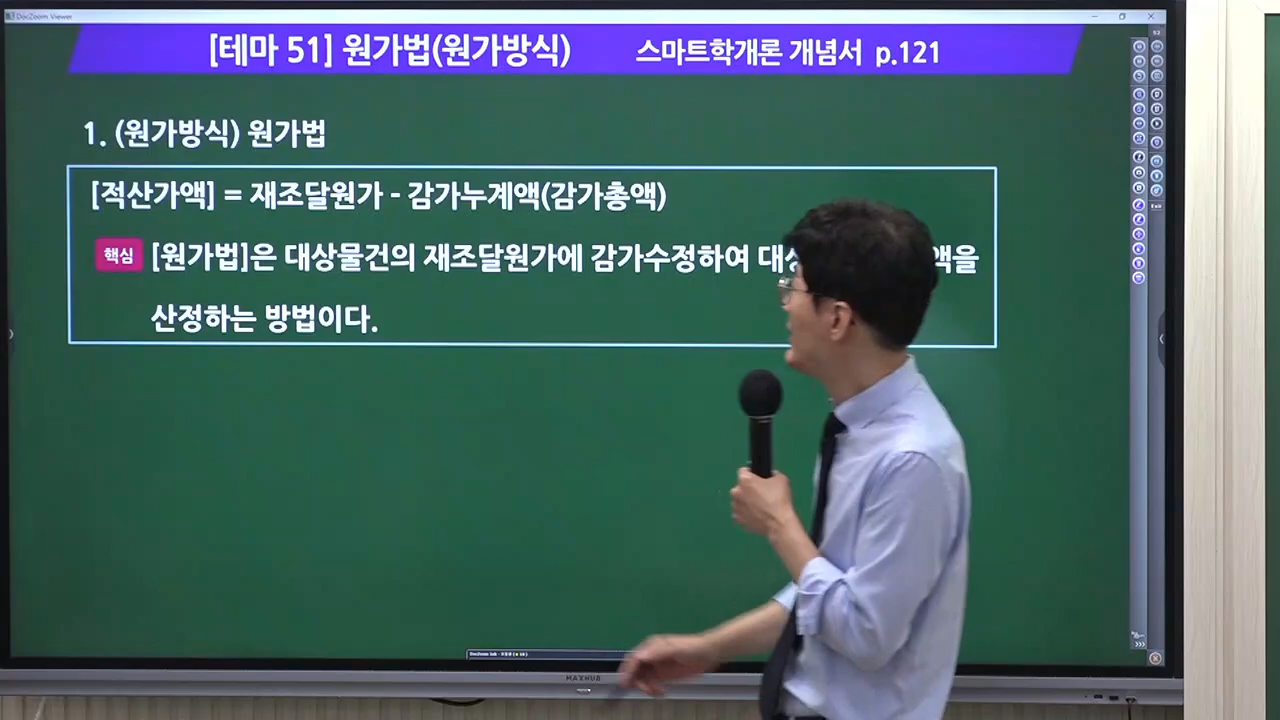 DocZoom Viewer
[테마 51] 원가법(원가방식) 스마트학개론 개념서 p.121
1. (원가방식) 원가법
[적산가액] = 재조달원가 - 감가누계액(감가총액)
핵심 [원가법]은 대상물건의 재조달원가에 감가수정하여 액을
산정하는 방법이다.
MAXHUB